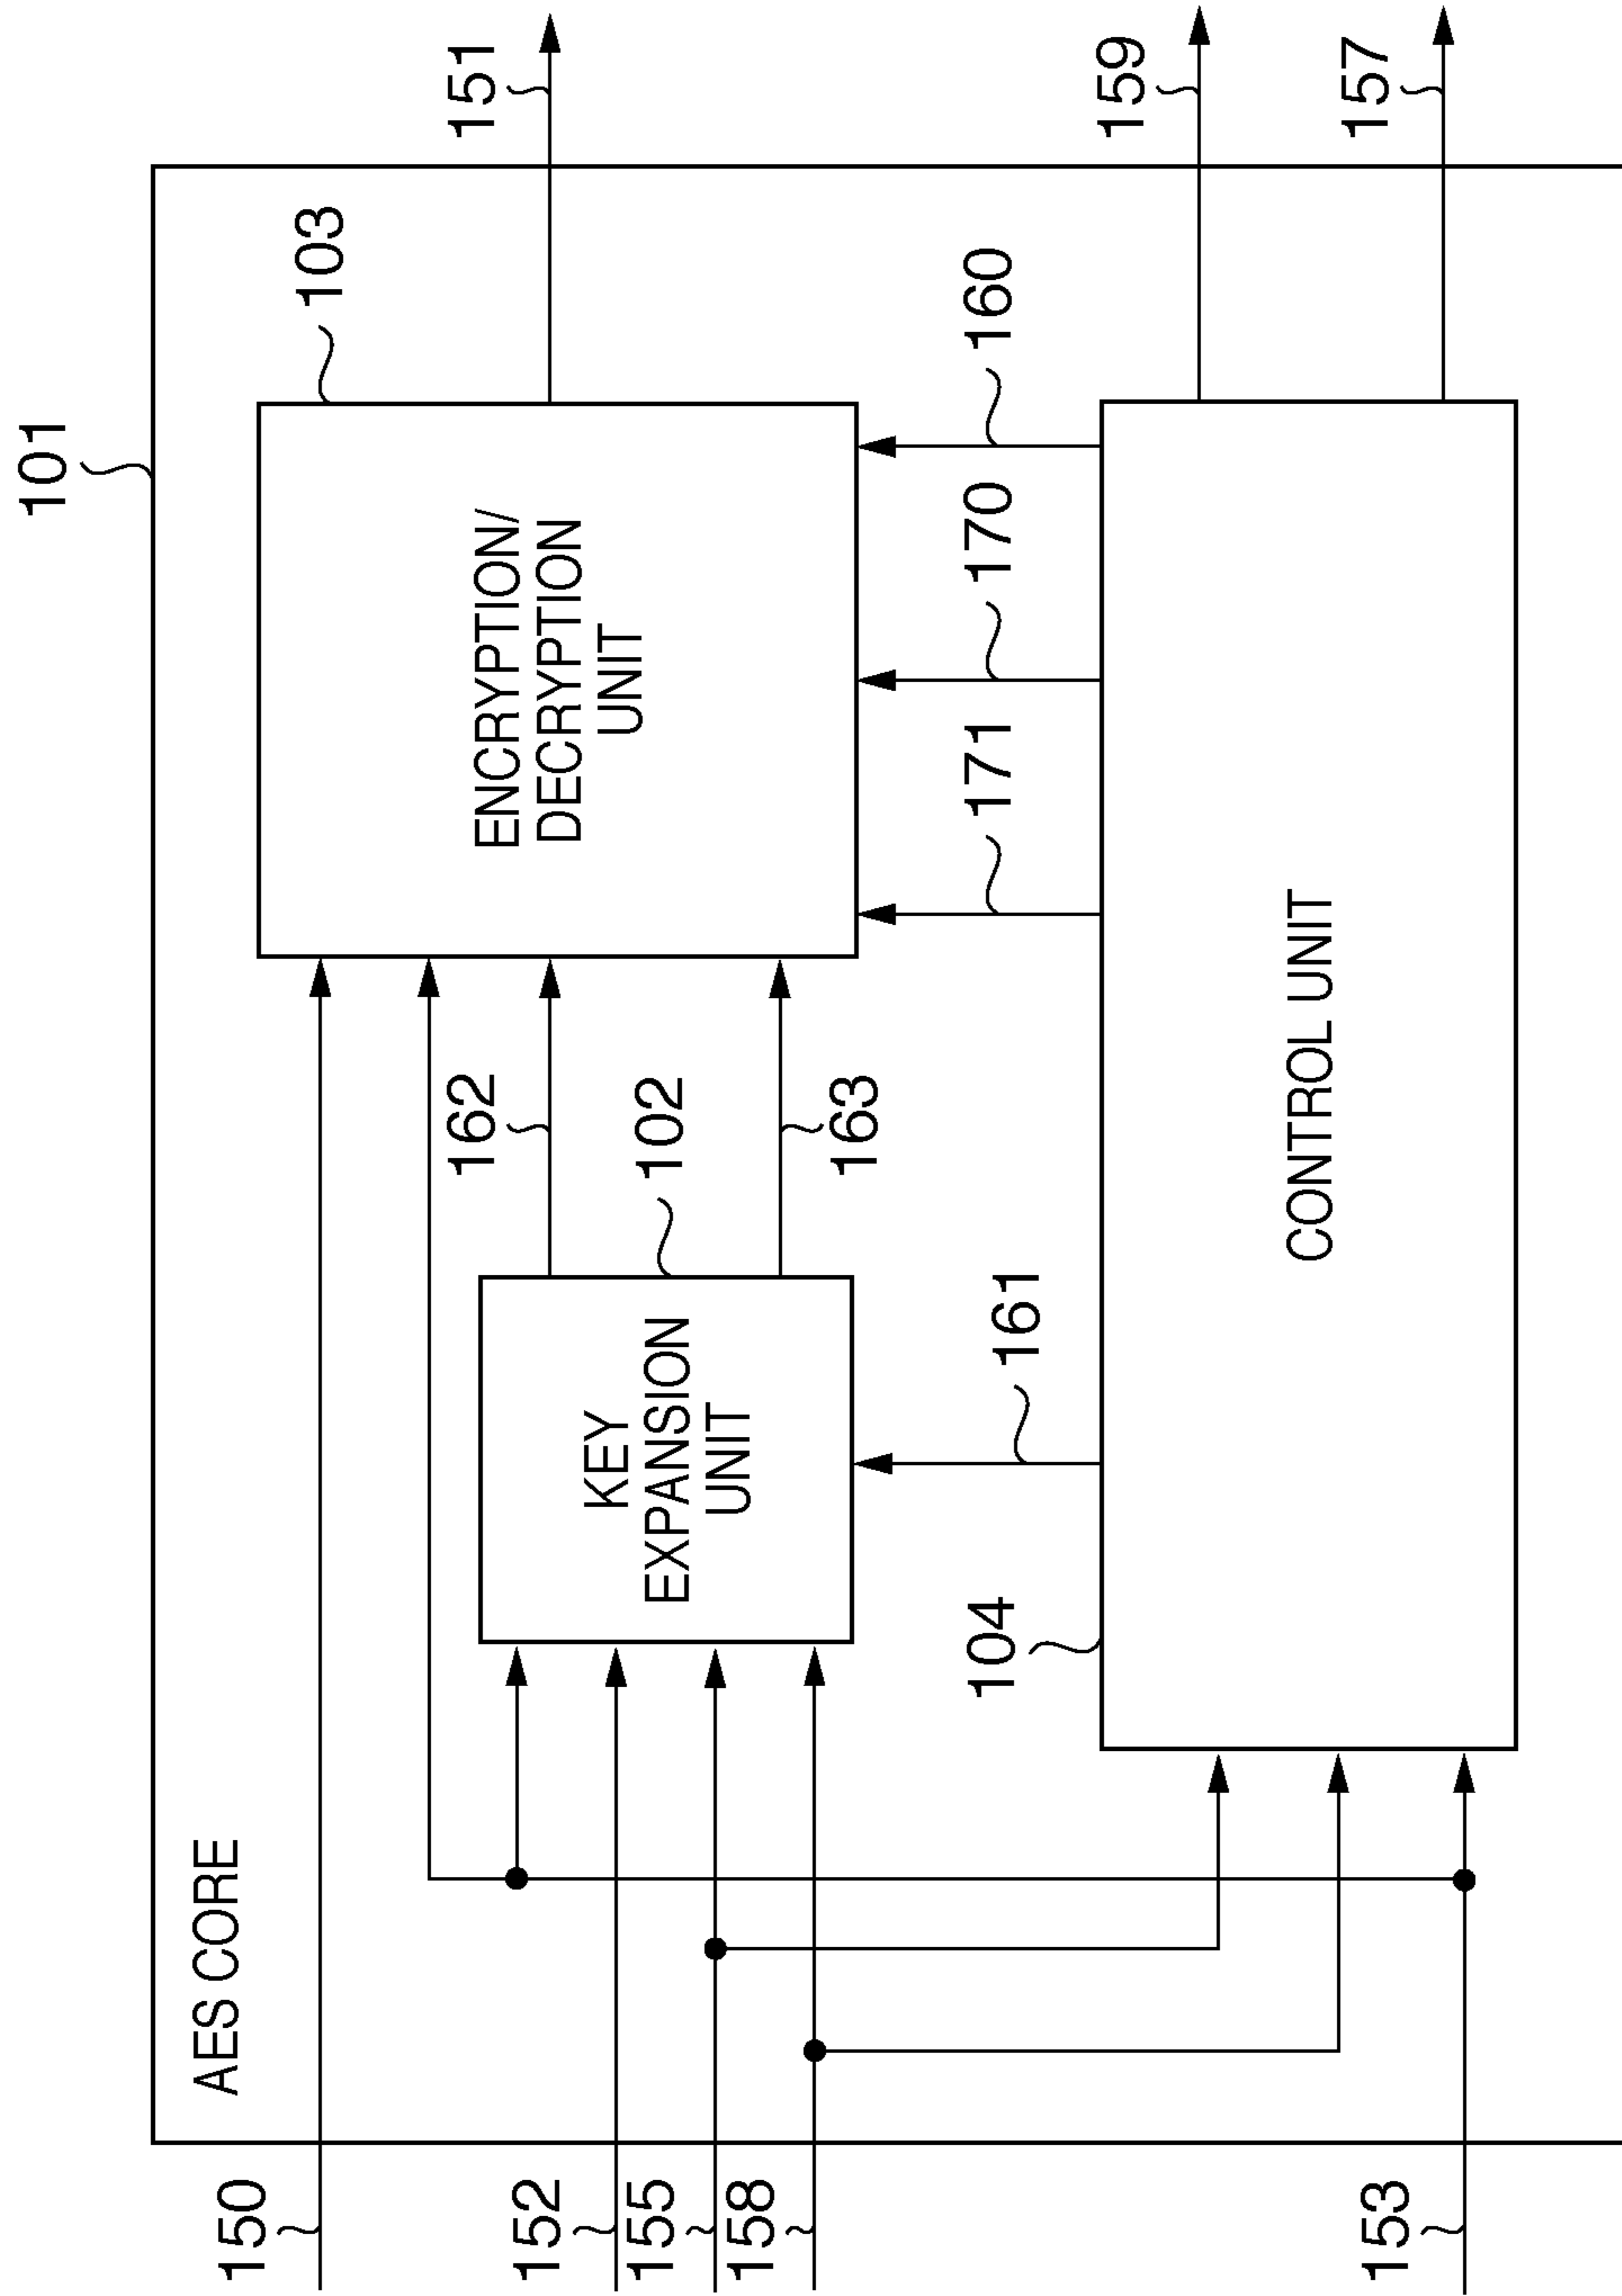 101
AES CORE
103
150
151
ENCRYPTION/
DECRYPTION
UNIT
162
152
102
KEY
EXPANSION
UNIT
155
163
158
171
170
160
161
104
159
CONTROL UNIT
153
157